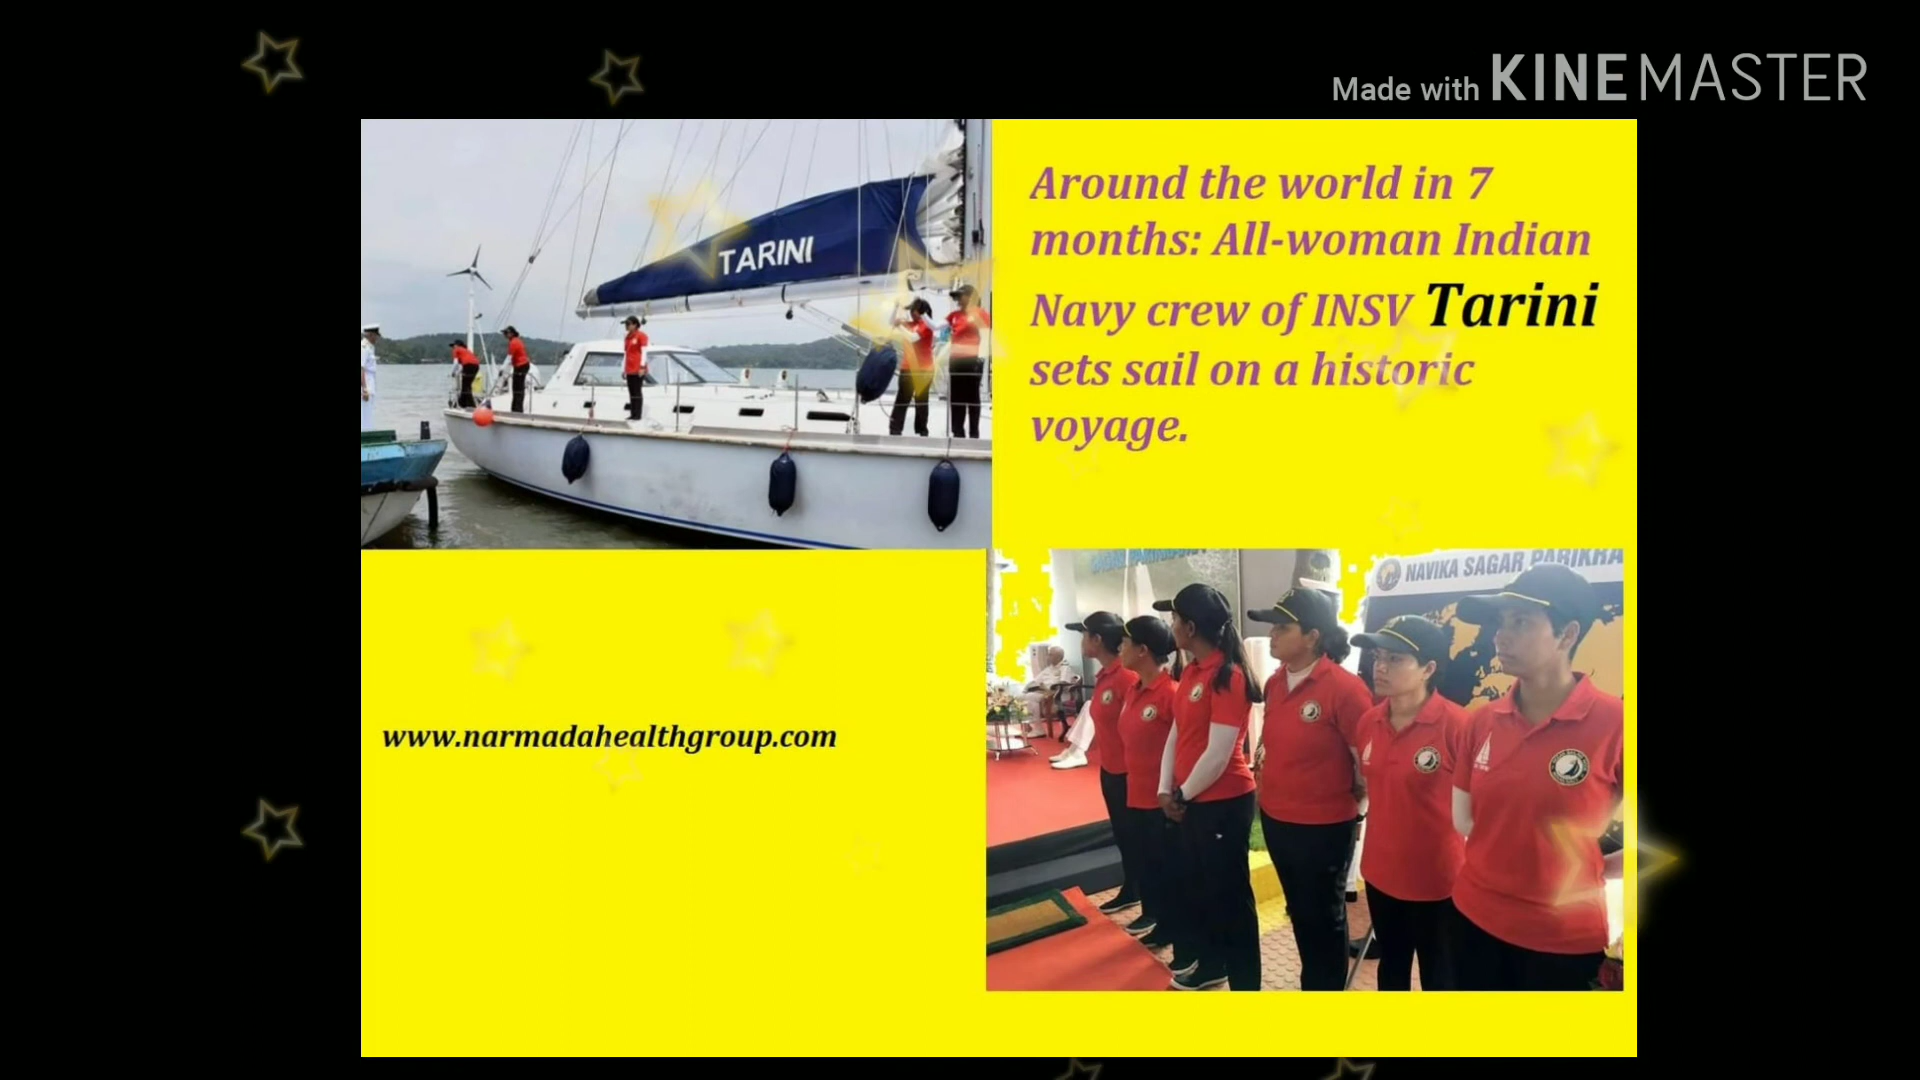 Made with KINEMASTER
TARINI
Around the world in 7
months: All-woman Indian
Navy crew of INSV Tarini
sets sail on a historic
voyage.
NAVIKA SAGAR PARIKRA
www.narmadahealthgroup.com